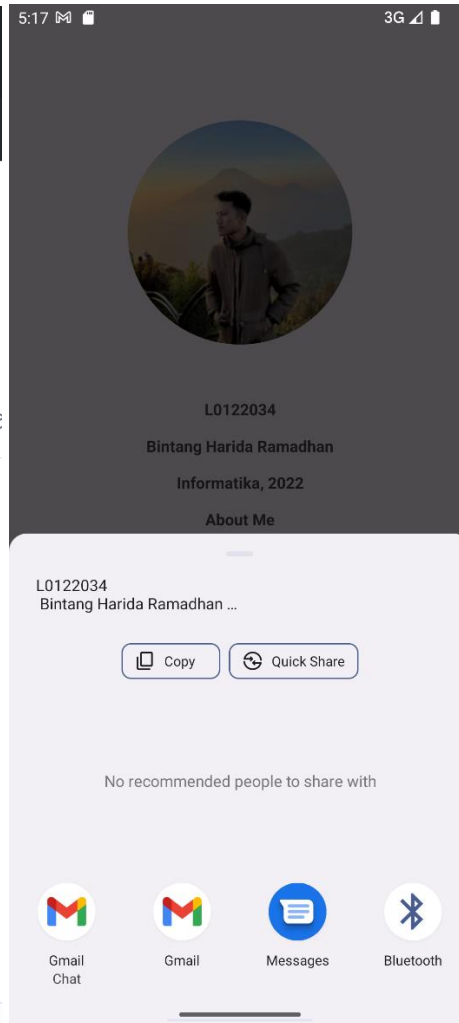 5:17
3G
L0122034
Bintang Harida Ramadhan
Informatika, 2022
About Me
L0122034
Bintang Harida Ramadhan ...
Copy
Quick Share
No recommended people to share with
Gmail
Chat
Gmail
Messages
Bluetooth